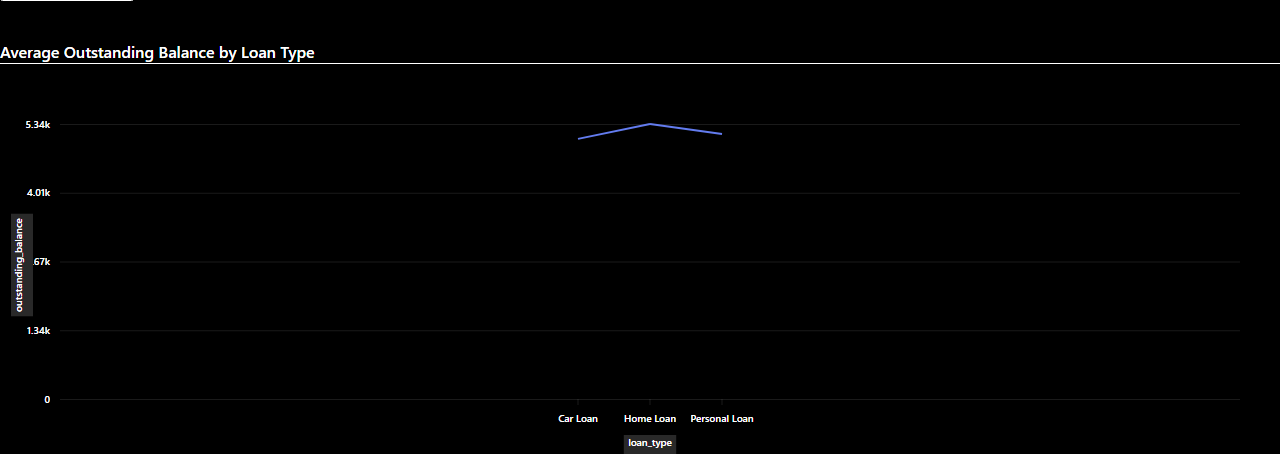 Average Outstanding Balance by Loan Type
5.34k
4.01k
.67k
1.34k
0
outstanding_balance
Car Loan Home Loan Personal Loan
loan_type